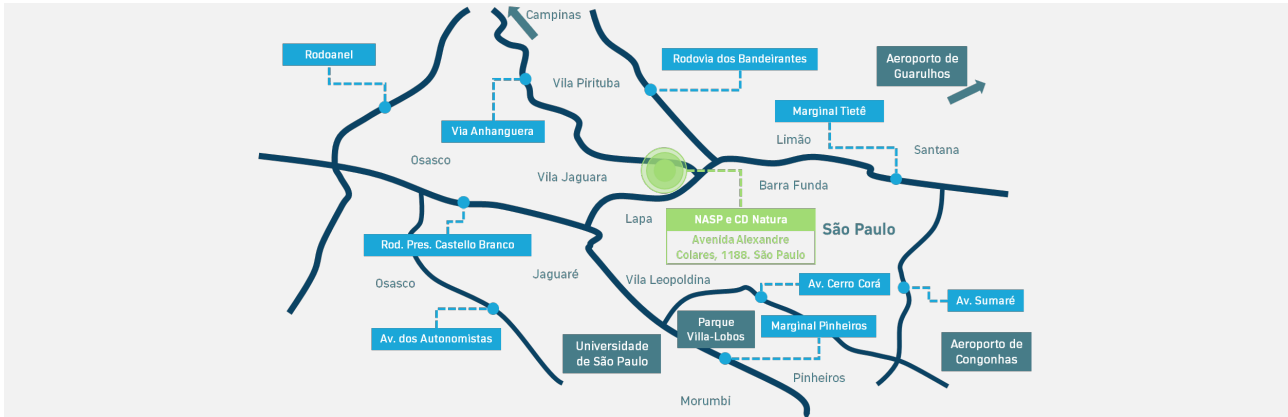 Campinas
Rodoanel
Rodovia dos Bandeirantes
Aeroporto de
Guarulhos
Vila Pirituba
Marginal Tietê
Via Anhanguera
Limão
Santana
Osasco
Vila Jaguara
Barra Funda
Lapa
NASP e CD Natura
Avenida Alexandre
Colares, 1188. São Paulo
São Paulo
Rod. Pres. Castello Branco
Jaguaré
Vila Leopoldina
Osasco
Av. Cerro Corá
Av. Sumaré
Parque
Villa-Lobos
Marginal Pinheiros
Av. dos Autonomistas
Universidade
de São Paulo
Aeroporto de
Congonhas
Pinheiros
Morumbi